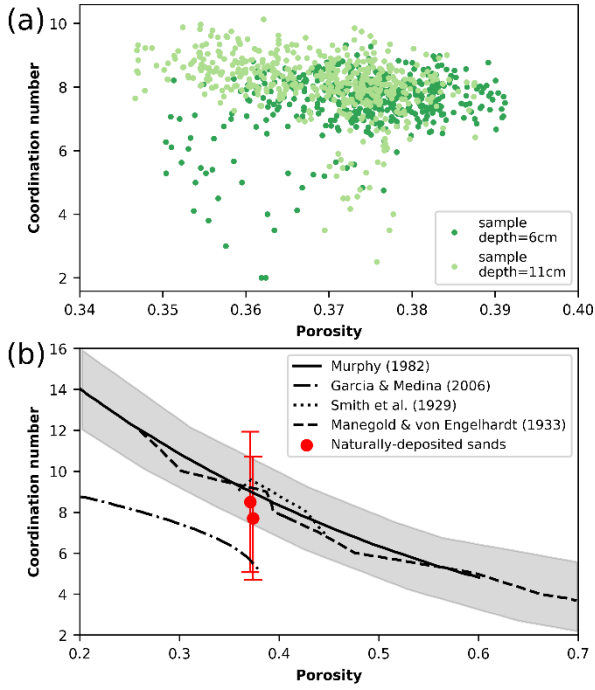 (a)
10
8
6
4
2
Coordination number
sample
depth=6cm
sample
depth=11cm
0.34
0.35
0.36
0.37
0.38
0.39
0.40
Porosity
(b)
16
14
12
10
8
6
4
2
Coordination number
Murphy (1982)
Garcia & Medina (2006)
Smith et al. (1929)
Manegold & von Engelhardt (1933)
Naturally-deposited sands
0.2
0.3
0.4
0.5
0.6
0.7
Porosity